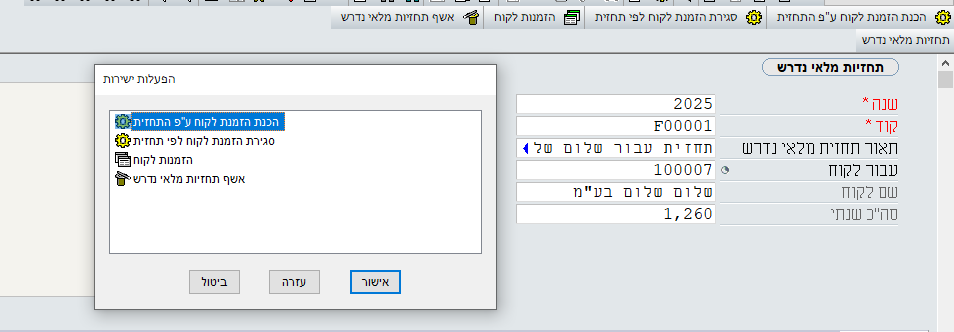 הכנת הזמנת לקוח ע"פ התחזית
סגירת הזמנת לקוח לפי תחזית
הזמנות לקוח
אשף תחזיות מלאי נדרש
תחזיות מלאי נדרש
תחזיות מלאי נדרש
שנה * 2025
קוד * F00001
תאור תחזית מלאי נדרש תחזית עבור שלום של
עבור לקוח 100007
שם לקוח שלום שלום בע"מ
סה"כ שנתי 1,260
הפעלות ישירות
הכנת הזמנת לקוח ע"פ התחזית
סגירת הזמנת לקוח לפי תחזית
הזמנות לקוח
אשף תחזיות מלאי נדרש
אישור
עזרה
ביטול